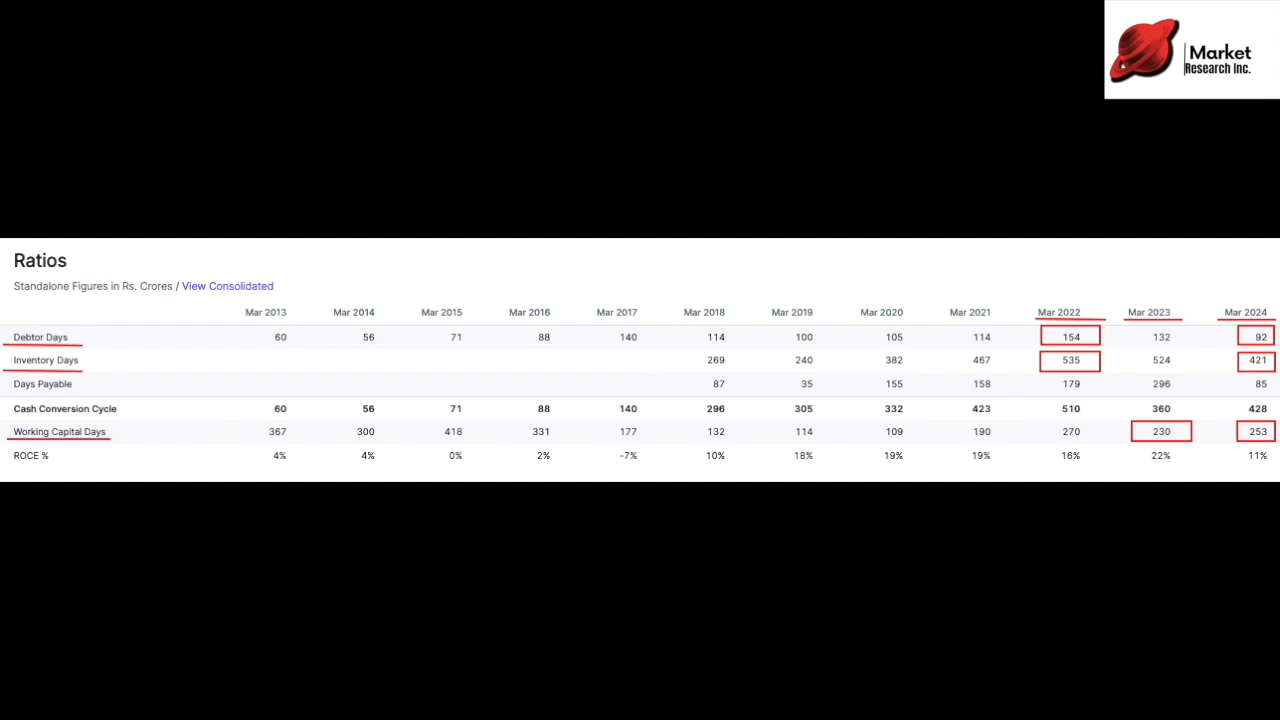 Market
Research Inc.
Ratios
Standalone Figures in Rs. Crores / View Consolidated
Mar 2013 Mar 2014 Mar 2015 Mar 2016 Mar 2017 Mar 2018 Mar 2019 Mar 2020 Mar 2021 Mar 2022 Mar 2023 Mar 2024
Debtor Days 60 56 71 88 140 114 100 105 114 154 132 92
Inventory Days 269 240 382 467 535 524 421
Days Payable 87 35 155 158 179 296 85
Cash Conversion Cycle 60 56 71 88 140 296 305 332 423 510 360 428
Working Capital Days 367 300 418 331 177 132 114 109 190 270 230 253
ROCE % 4% 4% 0% 2% -7% 10% 18% 19% 19% 16% 22% 11%